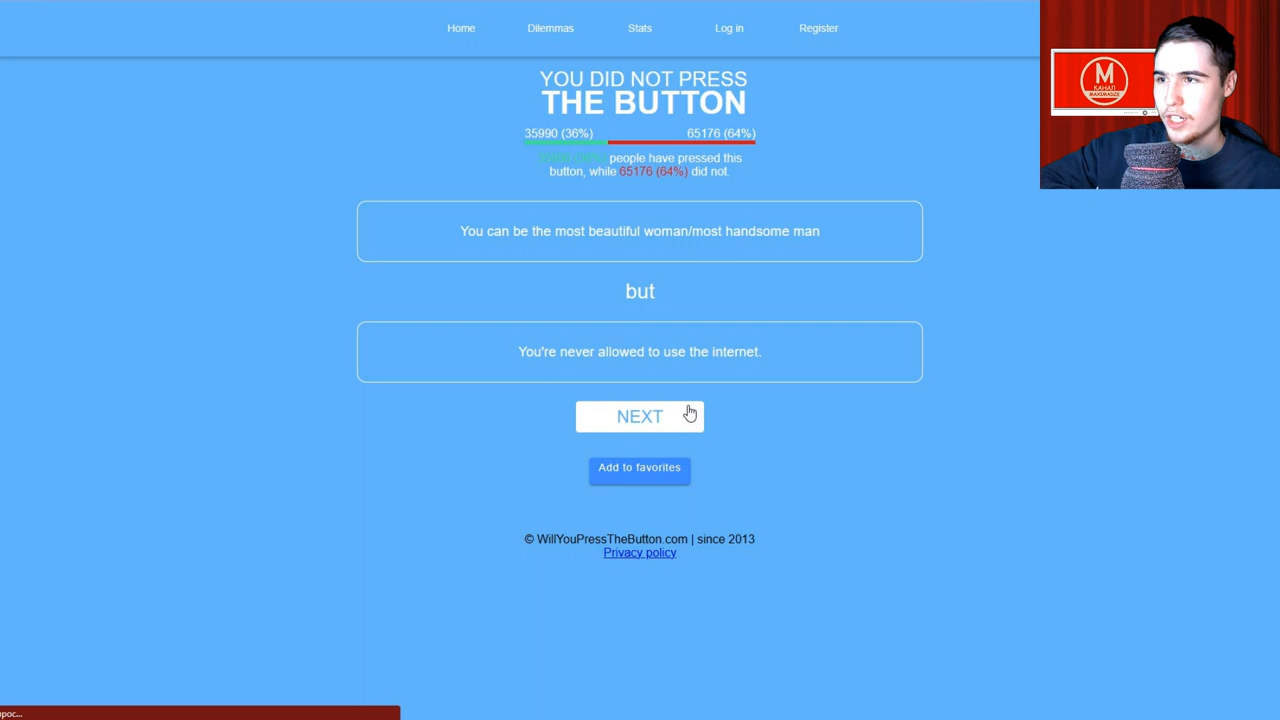 Home Dilemmas Stats Log in Register
YOU DID NOT PRESS
THE BUTTON
35990 (36%) 65176 (64%)
people have pressed this
button, while 65176 (64%) did not.
You can be the most beautiful woman/most handsome man
but
You're never allowed to use the internet.
NEXT
Add to favorites
© WillYouPressTheButton.com | since 2013
Privacy policy
M
КАНАЛ